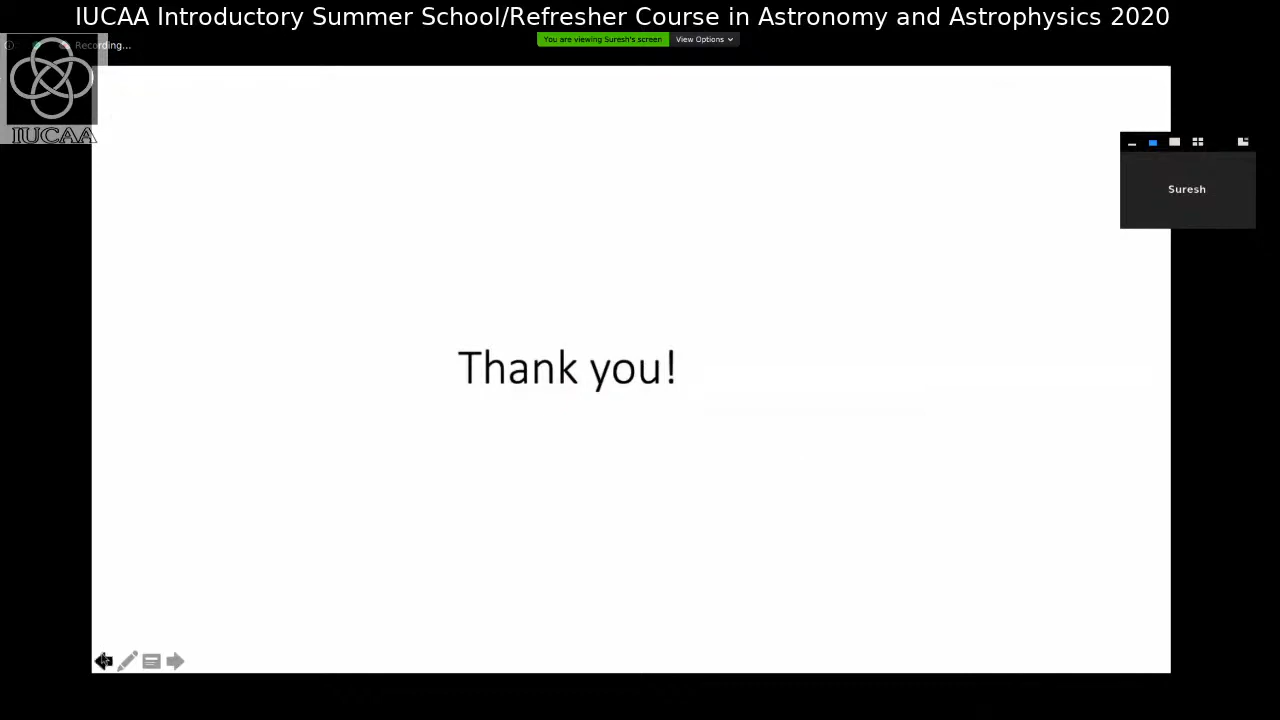 IUCAA Introductory Summer School/Refresher Course in Astronomy and Astrophysics 2020
Recording...
You are viewing Suresh's screen
View Options
IUCAA
Suresh
Thank you!